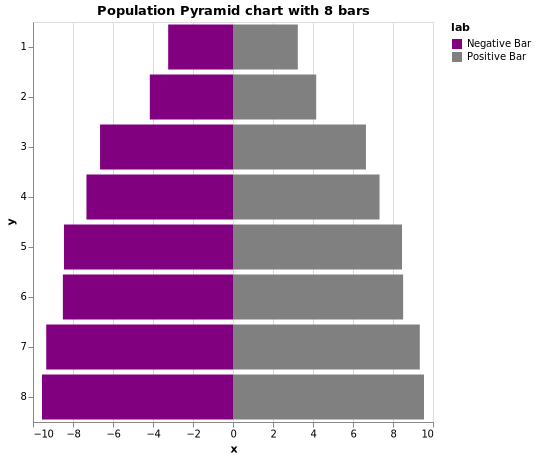 Population Pyramid chart with 8 bars
lab
Negative Bar
Positive Bar
y
1
2
3
4
5
6
7
8
−10 −8 −6 −4 −2 0 2 4 6 8 10
x